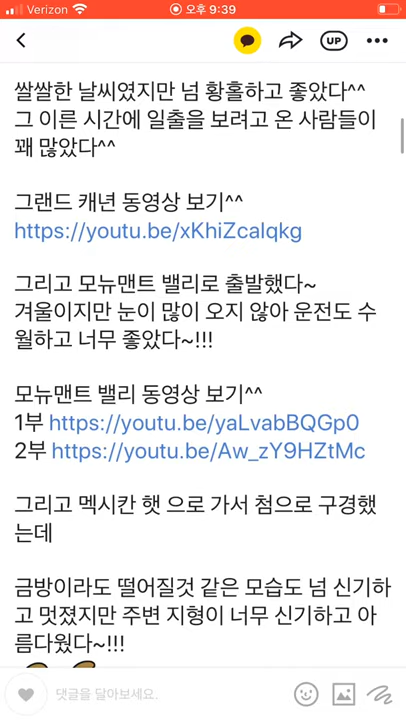 Verizon 오후 9:39
UP
쌀쌀한 날씨였지만 넘 황홀하고 좋았다^^
그 이른 시간에 일출을 보려고 온 사람들이
꽤 많았다^^
그랜드 캐년 동영상 보기^^
https://youtu.be/xKhiZcalqkg
그리고 모뉴맨트 밸리로 출발했다~
겨울이지만 눈이 많이 오지 않아 운전도 수
월하고 너무 좋았다~!!!
모뉴맨트 밸리 동영상 보기^^
1부 https://youtu.be/yaLvabBQGp0
2부 https://youtu.be/Aw_zY9HZtMc
그리고 멕시칸 햇 으로 가서 첨으로 구경했
는데
금방이라도 떨어질것 같은 모습도 넘 신기하
고 멋졌지만 주변 지형이 너무 신기하고 아
름다웠다~!!!
댓글을 달아보세요.